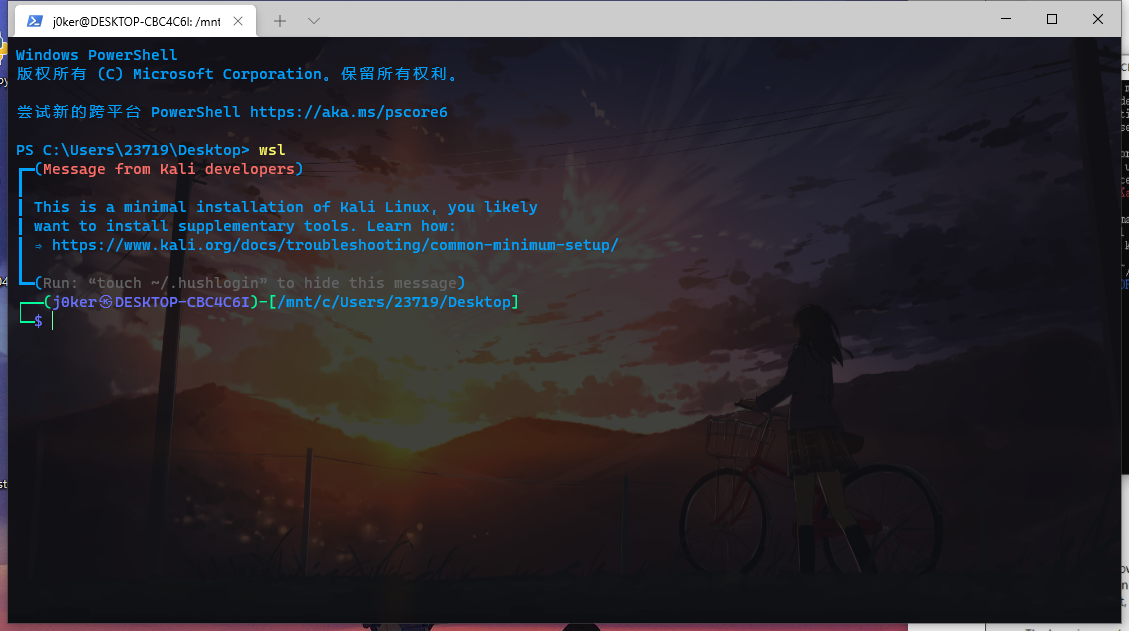 j0ker@DESKTOP-CBC4C6I: /mnt
Windows PowerShell
版权所有 (C) Microsoft Corporation。保留所有权利。
尝试新的跨平台 PowerShell https://aka.ms/pscore6
PS C:\Users\23719\Desktop> wsl
┏━(Message from Kali developers)
┃
┃ This is a minimal installation of Kali Linux, you likely
┃ want to install supplementary tools. Learn how:
┃ ⇒ https://www.kali.org/docs/troubleshooting/common-minimum-setup/
┃
┗━(Run: “touch ~/.hushlogin” to hide this message)
┌──(j0ker㉿DESKTOP-CBC4C6I)-[/mnt/c/Users/23719/Desktop]
└─$